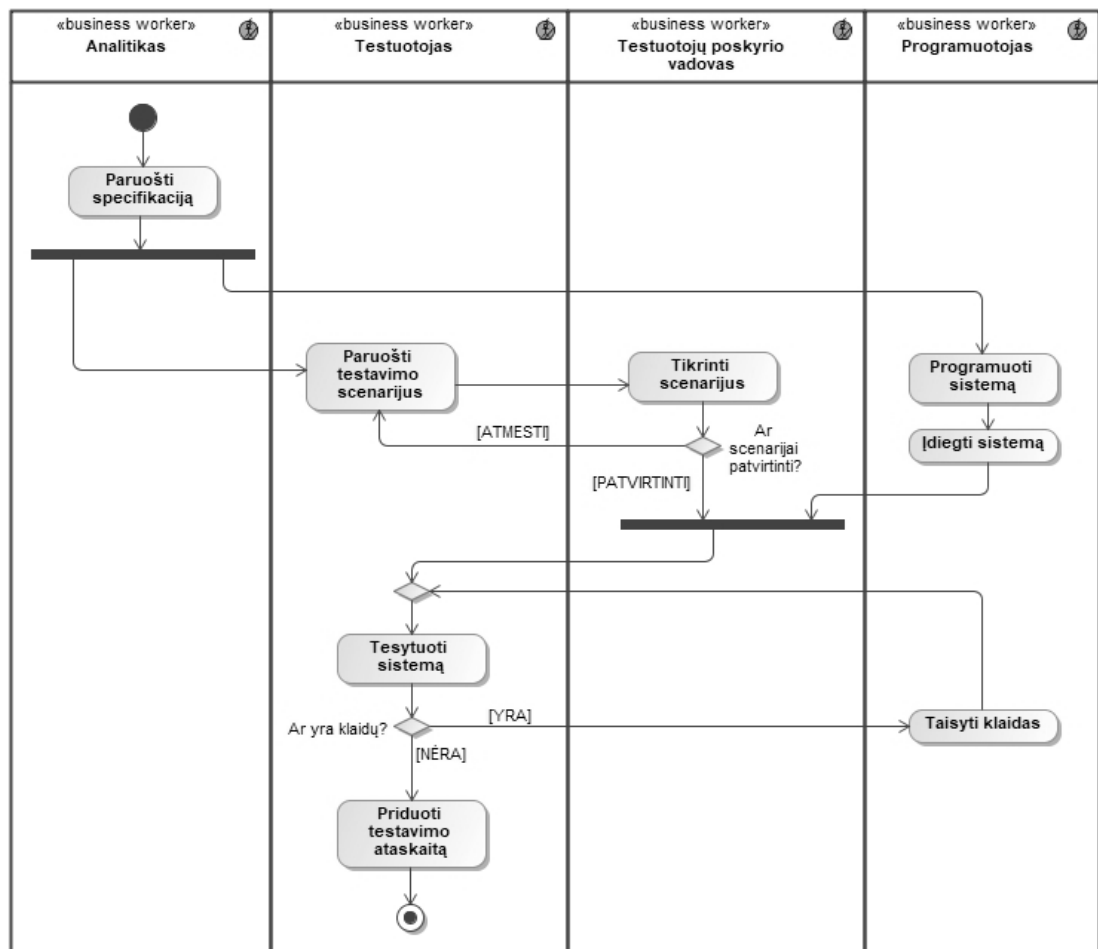 «business worker»
Analitikas
«business worker»
Testuotojas
«business worker»
Testuotojų poskyrio
vadovas
«business worker»
Programuotojas
Paruošti
specifikaciją
Paruošti
testavimo
scenarijus
Tikrinti
scenarijus
Programuoti
sistemą
[ATMESTI]
Ar
scenarijai
patvirtinti?
Įdiegti sistemą
[PATVIRTINTI]
Tesytuoti
sistemą
Ar yra klaidų?
[YRA]
Taisyti klaidas
[NĖRA]
Priduoti
testavimo
ataskaitą